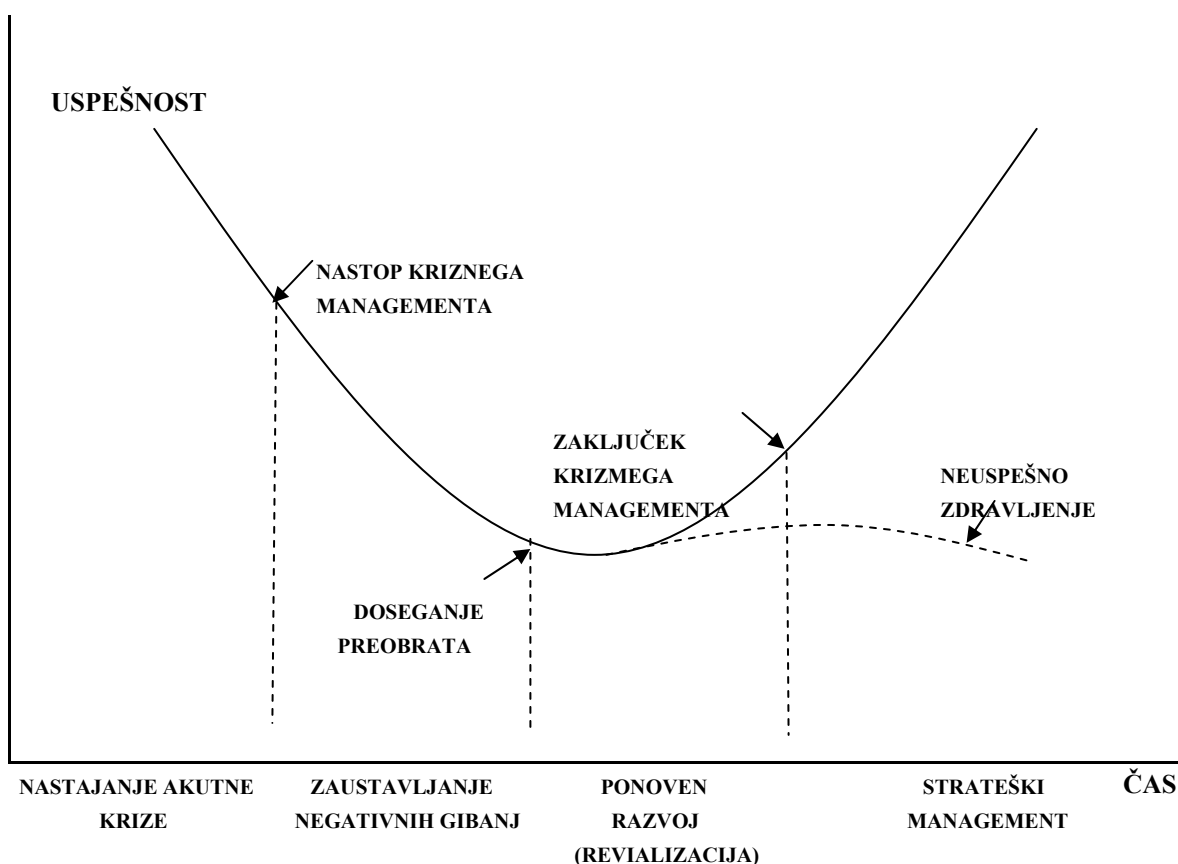 USPEŠNOST
NASTOP KRIZNEGA
MANAGEMENTA
ZAKLJUČEK
KRIZMEGA
MANAGEMENTA
NEUSPEŠNO
ZDRAVLJENJE
DOSEGANJE
PREOBRATA
NASTAJANJE AKUTNE
KRIZE
ZAUSTAVLJANJE
NEGATIVNIH GIBANJ
PONOVEN
RAZVOJ
(REVIALIZACIJA)
STRATEŠKI
MANAGEMENT
ČAS